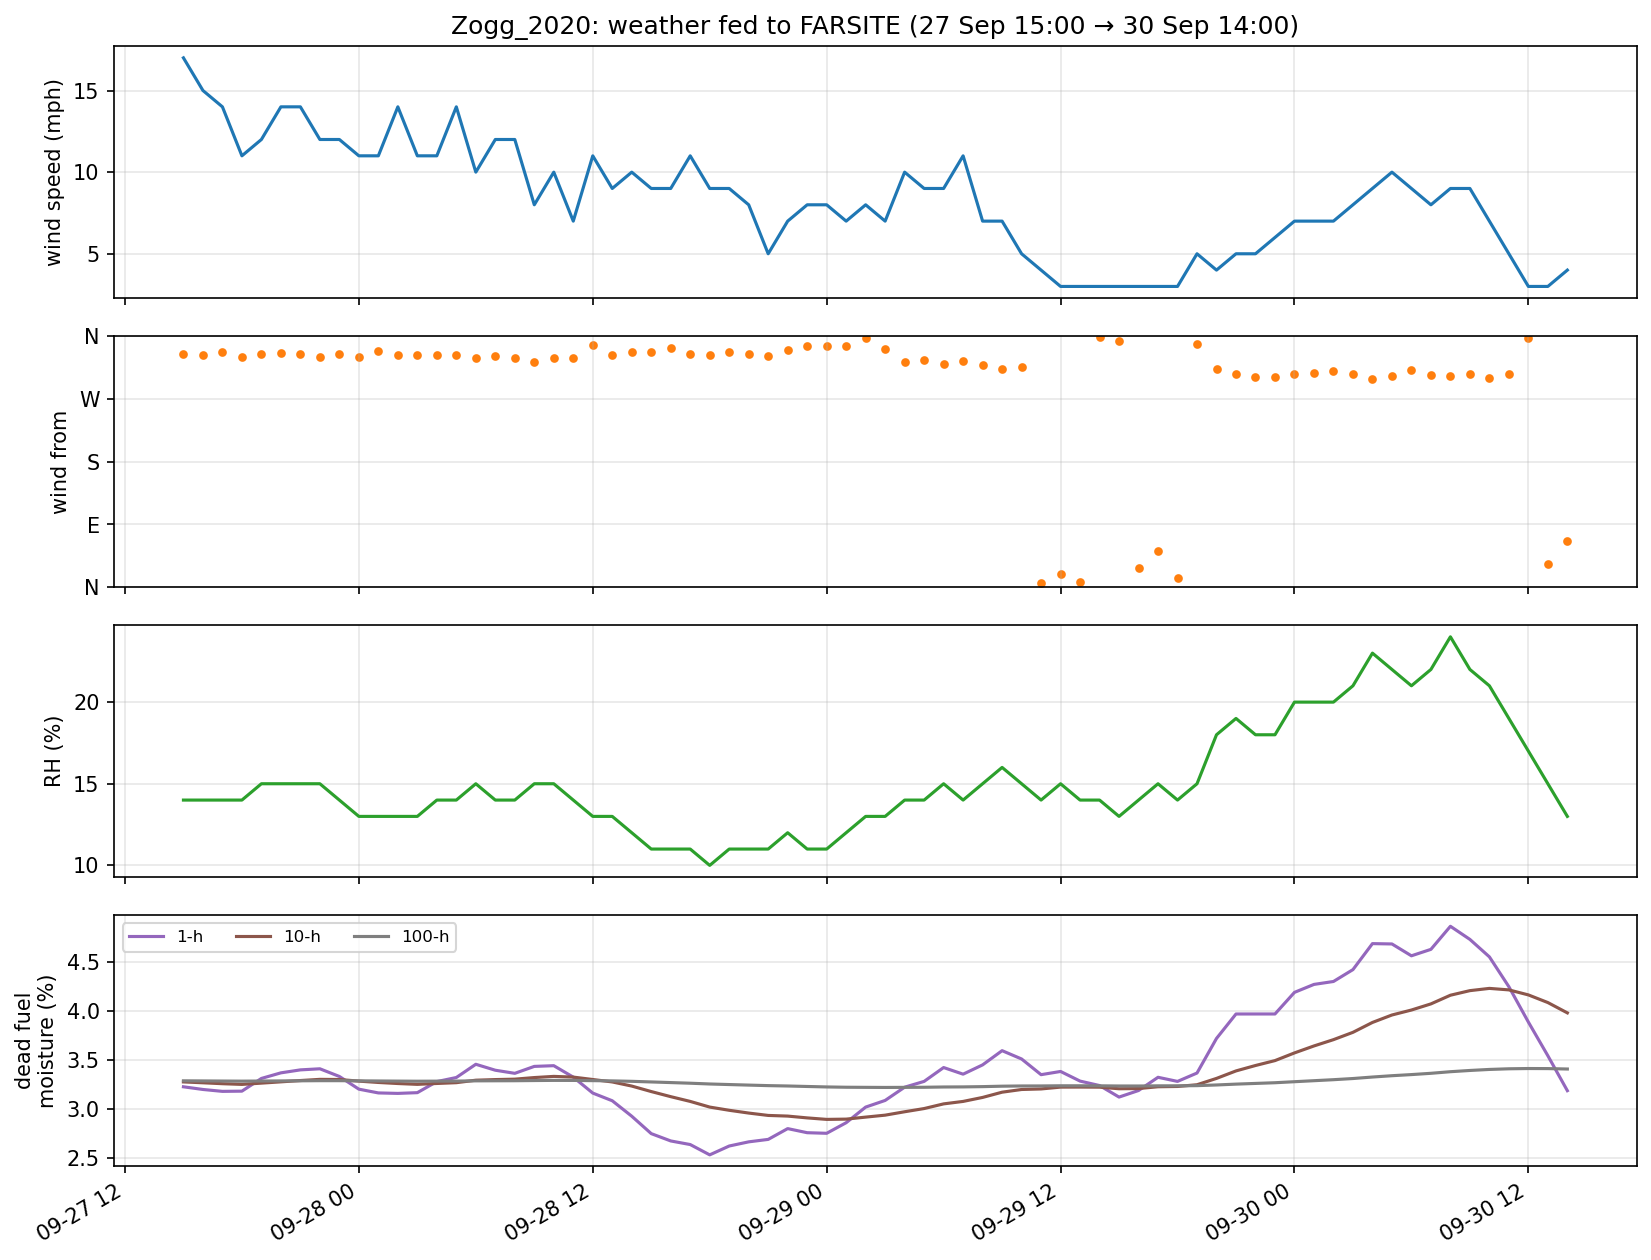 Zogg_2020: weather fed to FARSITE (27 Sep 15:00 → 30 Sep 14:00)
wind speed (mph)
15
10
5
wind from
N
W
S
E
N
RH (%)
20
15
10
dead fuel
moisture (%)
1-h 10-h 100-h
4.5
4.0
3.5
3.0
2.5
09-27 12 09-28 00 09-28 12 09-29 00 09-29 12 09-30 00 09-30 12